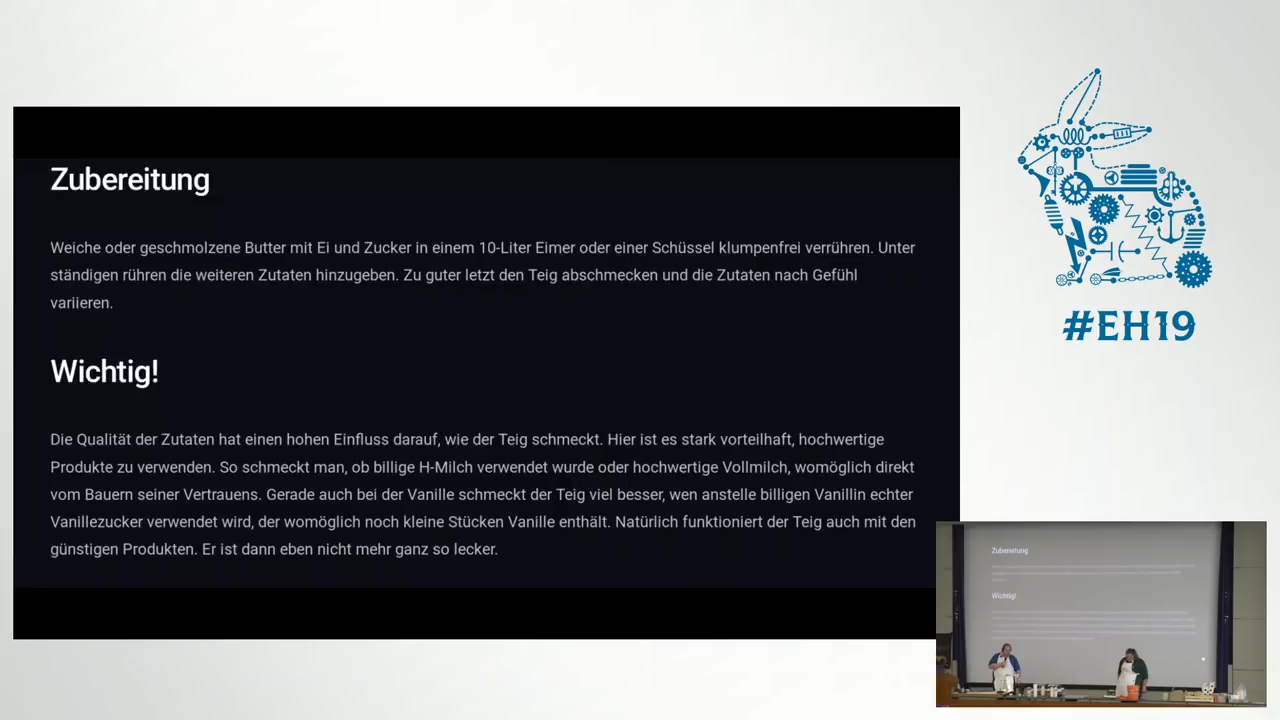 Zubereitung
Weiche oder geschmolzene Butter mit Ei und Zucker in einem 10-Liter Eimer oder einer Schüssel klumpenfrei verrühren. Unter
ständigen rühren die weiteren Zutaten hinzugeben. Zu guter letzt den Teig abschmecken und die Zutaten nach Gefühl
variieren.
Wichtig!
Die Qualität der Zutaten hat einen hohen Einfluss darauf, wie der Teig schmeckt. Hier ist es stark vorteilhaft, hochwertige
Produkte zu verwenden. So schmeckt man, ob billige H-Milch verwendet wurde oder hochwertige Vollmilch, womöglich direkt
vom Bauern seiner Vertrauens. Gerade auch bei der Vanille schmeckt der Teig viel besser, wen anstelle billigen Vanillin echter
Vanillezucker verwendet wird, der womöglich noch kleine Stücken Vanille enthält. Natürlich funktioniert der Teig auch mit den
günstigen Produkten. Er ist dann eben nicht mehr ganz so lecker.
#EH19
Zubereitung
Wichtig!